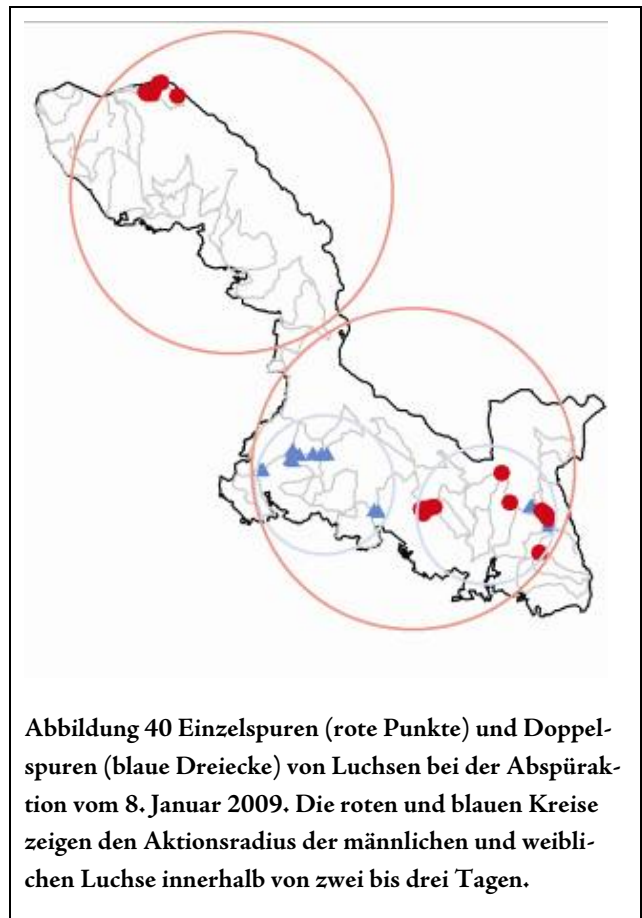 Abbildung 40 Einzelspuren (rote Punkte) und Doppel-
spuren (blaue Dreiecke) von Luchsen bei der Abspürak-
tion vom 8. Januar 2009. Die roten und blauen Kreise
zeigen den Aktionsradius der männlichen und weibli-
chen Luchse innerhalb von zwei bis drei Tagen.